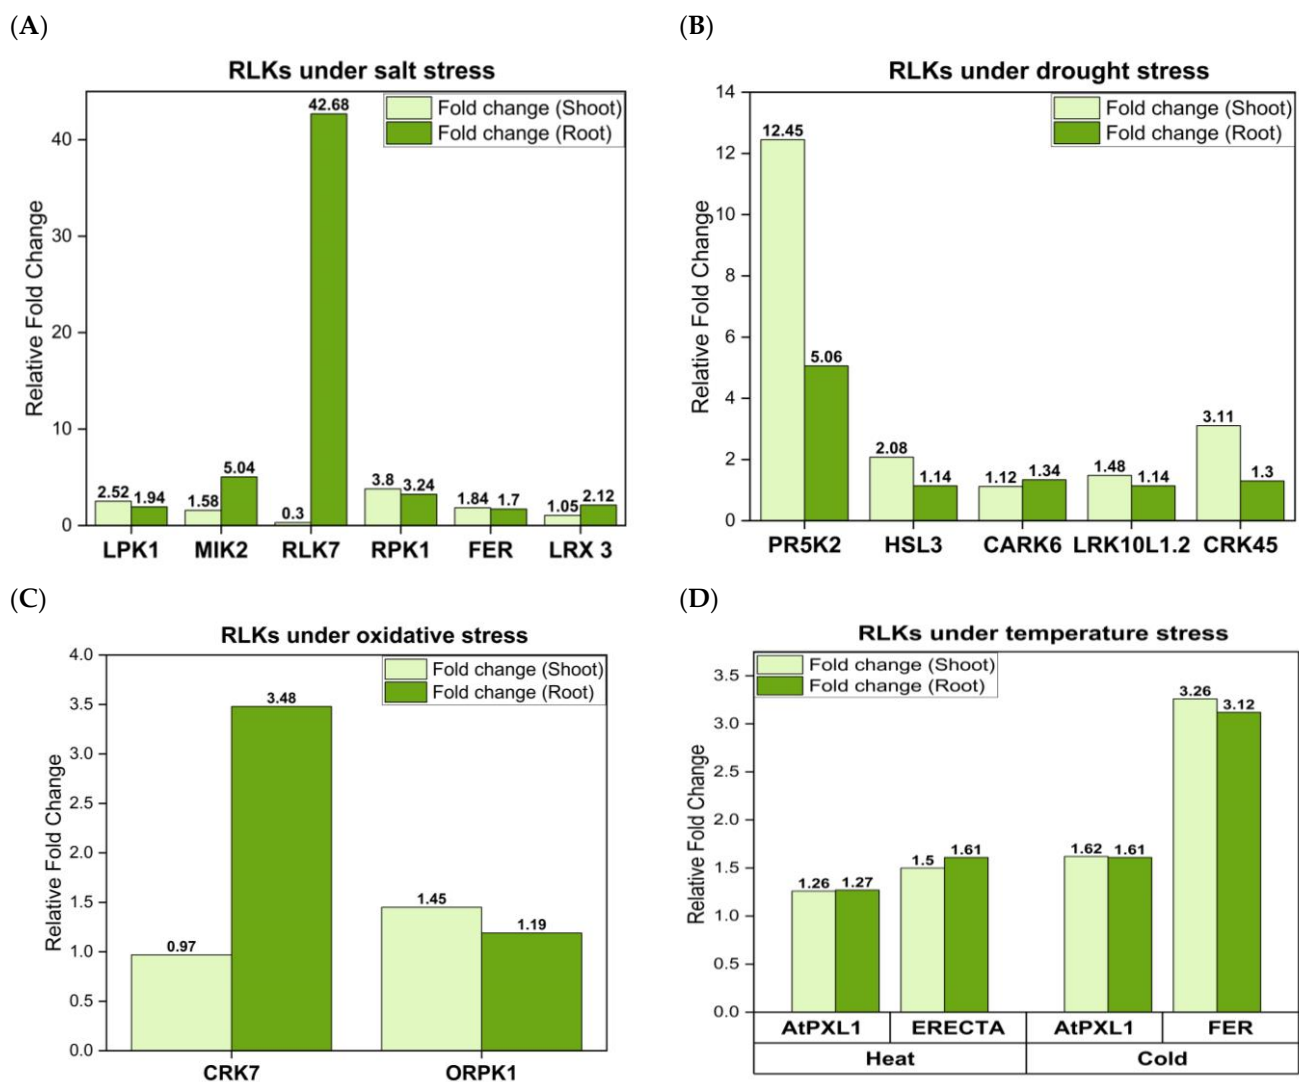 (A)
RLKs under salt stress
Fold change (Shoot)
Fold change (Root)
Relative Fold Change
40
30
20
10
0
2.52
1.94
1.58
5.04
0.3
42.68
3.8
3.24
1.84
1.7
1.05
2.12
LPK1 MIK2 RLK7 RPK1 FER LRX 3
(B)
RLKs under drought stress
Fold change (Shoot)
Fold change (Root)
Relative Fold Change
14
12
10
8
6
4
2
0
12.45
5.06
2.08
1.14
1.12
1.34
1.48
1.14
3.11
1.3
PR5K2 HSL3 CARK6 LRK10L1.2 CRK45
(C)
RLKs under oxidative stress
Fold change (Shoot)
Fold change (Root)
Relative Fold Change
4.0
3.5
3.0
2.5
2.0
1.5
1.0
0.5
0.0
0.97
3.48
1.45
1.19
CRK7 ORPK1
(D)
RLKs under temperature stress
Fold change (Shoot)
Fold change (Root)
Relative Fold Change
3.5
3.0
2.5
2.0
1.5
1.0
0.5
0.0
1.26
1.27
1.5
1.61
1.62
1.61
3.26
3.12
AtPXL1 ERECTA AtPXL1 FER
Heat Cold